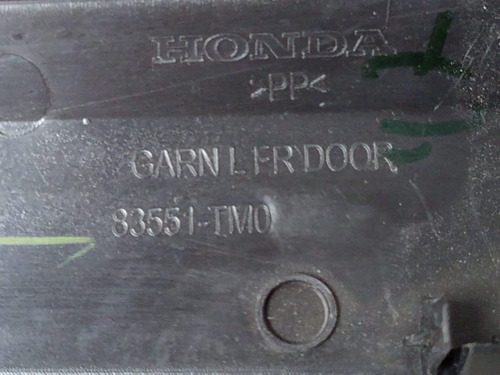 HONDA
>PP<
GARN L FR DOOR
83551-TM0